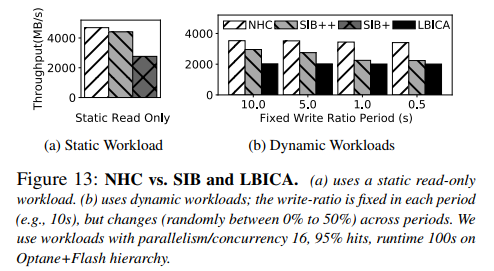 Throughput(MB/s)
4000
2000
0
Static Read Only
(a) Static Workload
NHC SIB++ SIB+ LBICA
4000
2000
0
10.0 5.0 1.0 0.5
Fixed Write Ratio Period (s)
(b) Dynamic Workloads
Figure 13: NHC vs. SIB and LBICA. (a) uses a static read-only
workload. (b) uses dynamic workloads; the write-ratio is fixed in each period
(e.g., 10s), but changes (randomly between 0% to 50%) across periods. We
use workloads with parallelism/concurrency 16, 95% hits, runtime 100s on
Optane+Flash hierarchy.